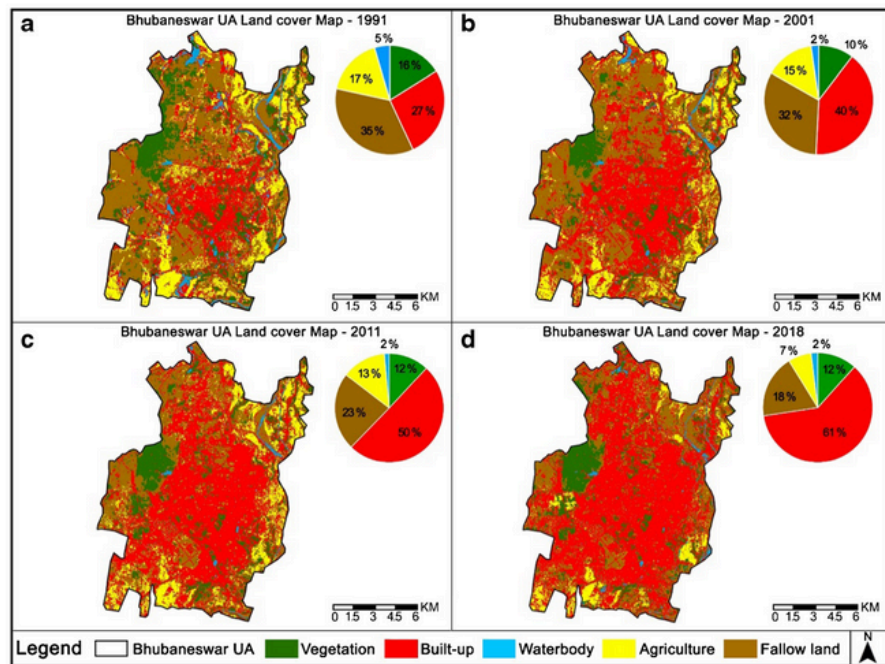 a
Bhubaneswar UA Land cover Map - 1991
5 %
16 %
17 %
27 %
35 %
0 1.5 3 4.5 6 KM
b
Bhubaneswar UA Land cover Map - 2001
2 %
10 %
15 %
32 %
40 %
0 1.5 3 4.5 6 KM
c
Bhubaneswar UA Land cover Map - 2011
2 %
12 %
13 %
23 %
50 %
0 1.5 3 4.5 6 KM
d
Bhubaneswar UA Land cover Map - 2018
2 %
7 %
12 %
18 %
61 %
0 1.5 3 4.5 6 KM
Legend Bhubaneswar UA Vegetation Built-up Waterbody Agriculture Fallow land N